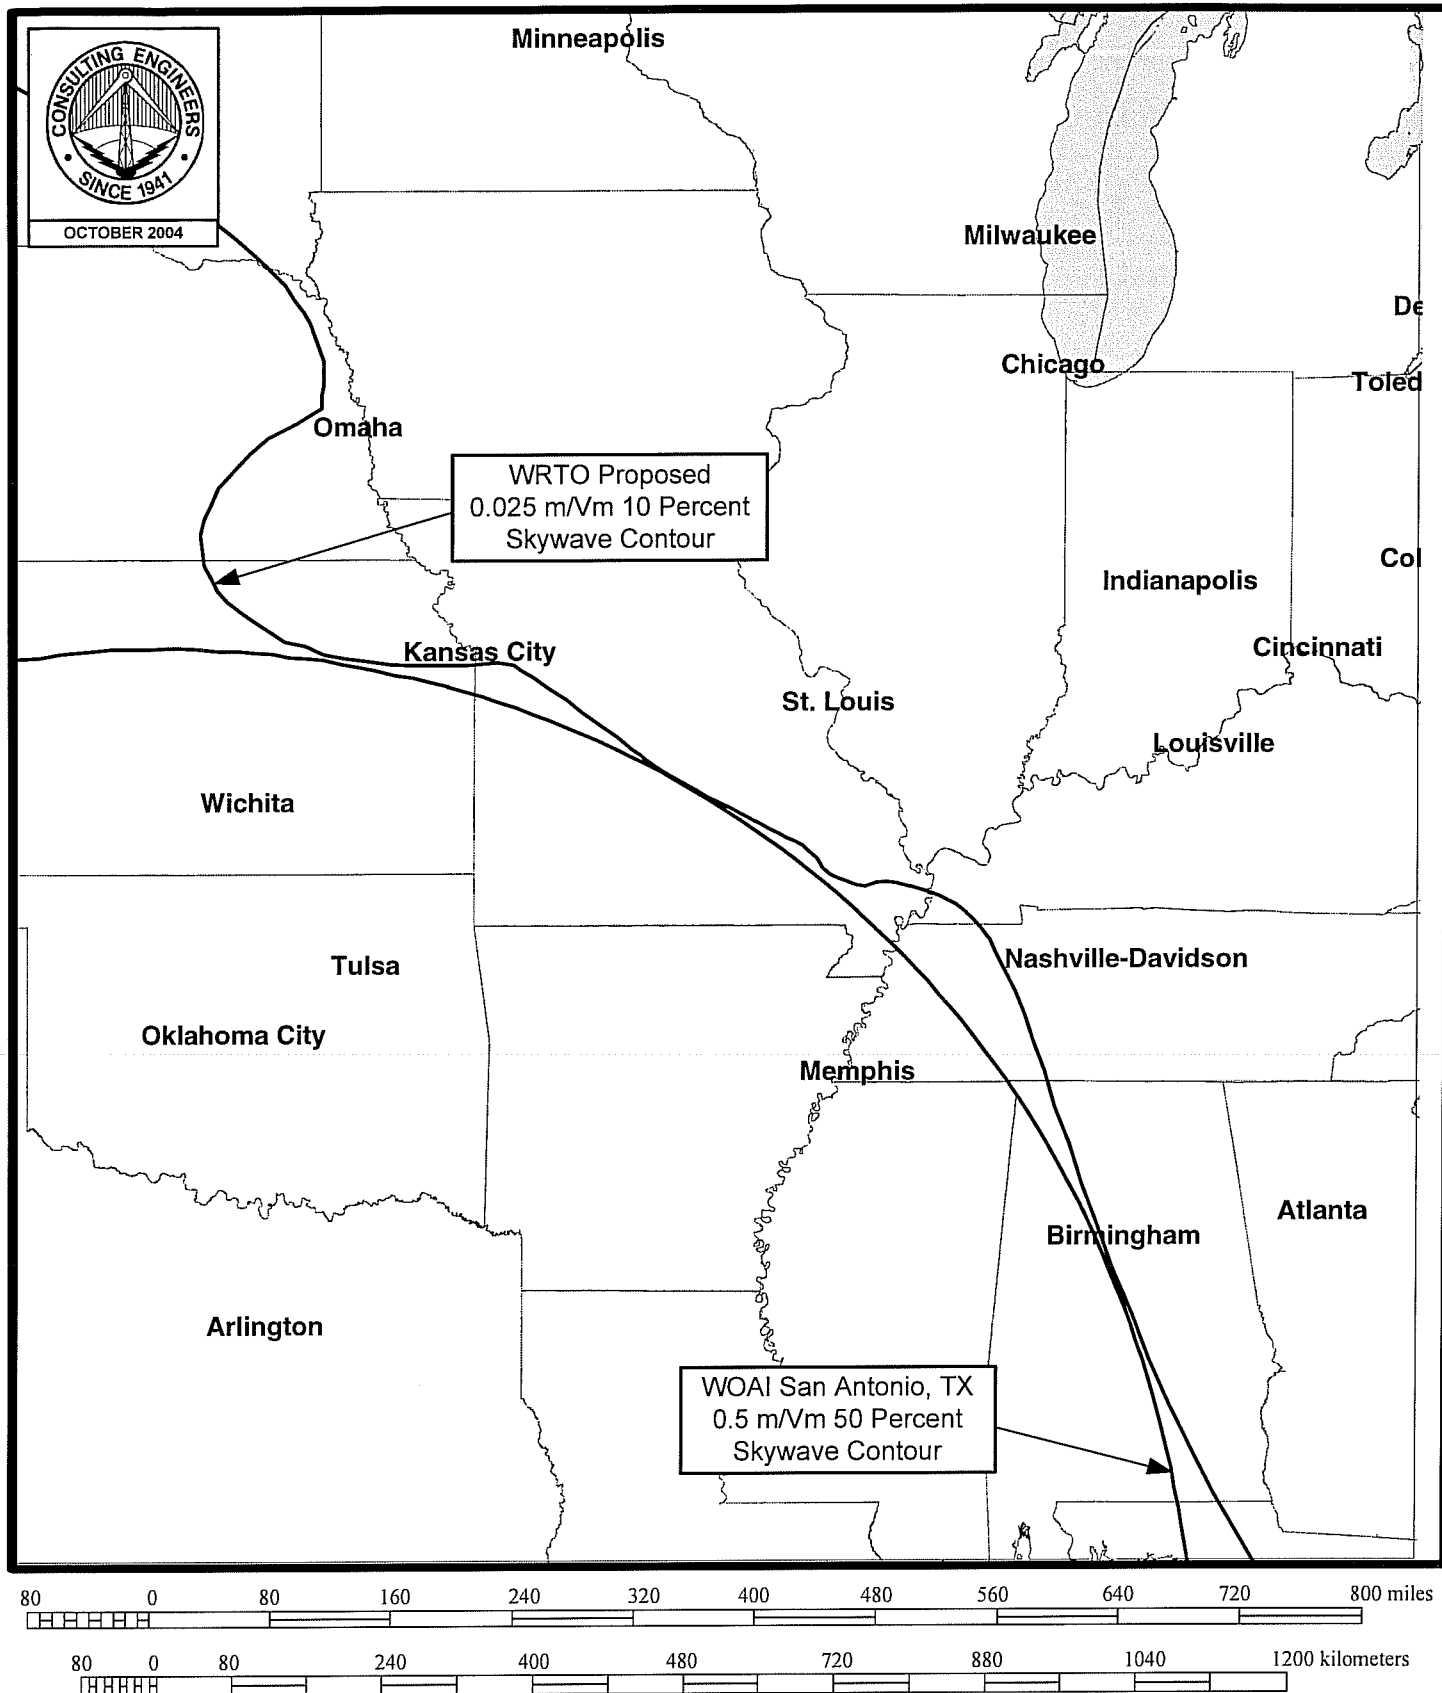 Minneapolis
CONSULTING ENGINEERS
SINCE 1941
OCTOBER 2004
Milwaukee
De
Chicago
Toled
Omaha
WRTO Proposed
0.025 m/Vm 10 Percent
Skywave Contour
Col
Indianapolis
Kansas City
Cincinnati
St. Louis
Louisville
Wichita
Nashville-Davidson
Tulsa
Oklahoma City
Memphis
Atlanta
Birmingham
Arlington
WOAI San Antonio, TX
0.5 m/Vm 50 Percent
Skywave Contour
80 0 80 160 240 320 400 480 560 640 720 800 miles
80 0 80 240 400 480 720 880 1040 1200 kilometers